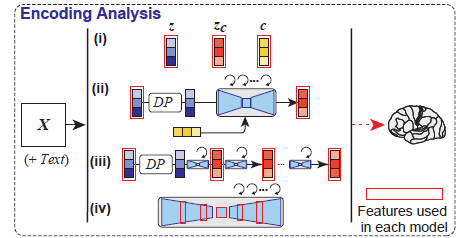 Encoding Analysis
z z_c c
(i)
(ii)
DP
X
(+ Text)
(iii)
DP
...
(iv)
Features used
in each model